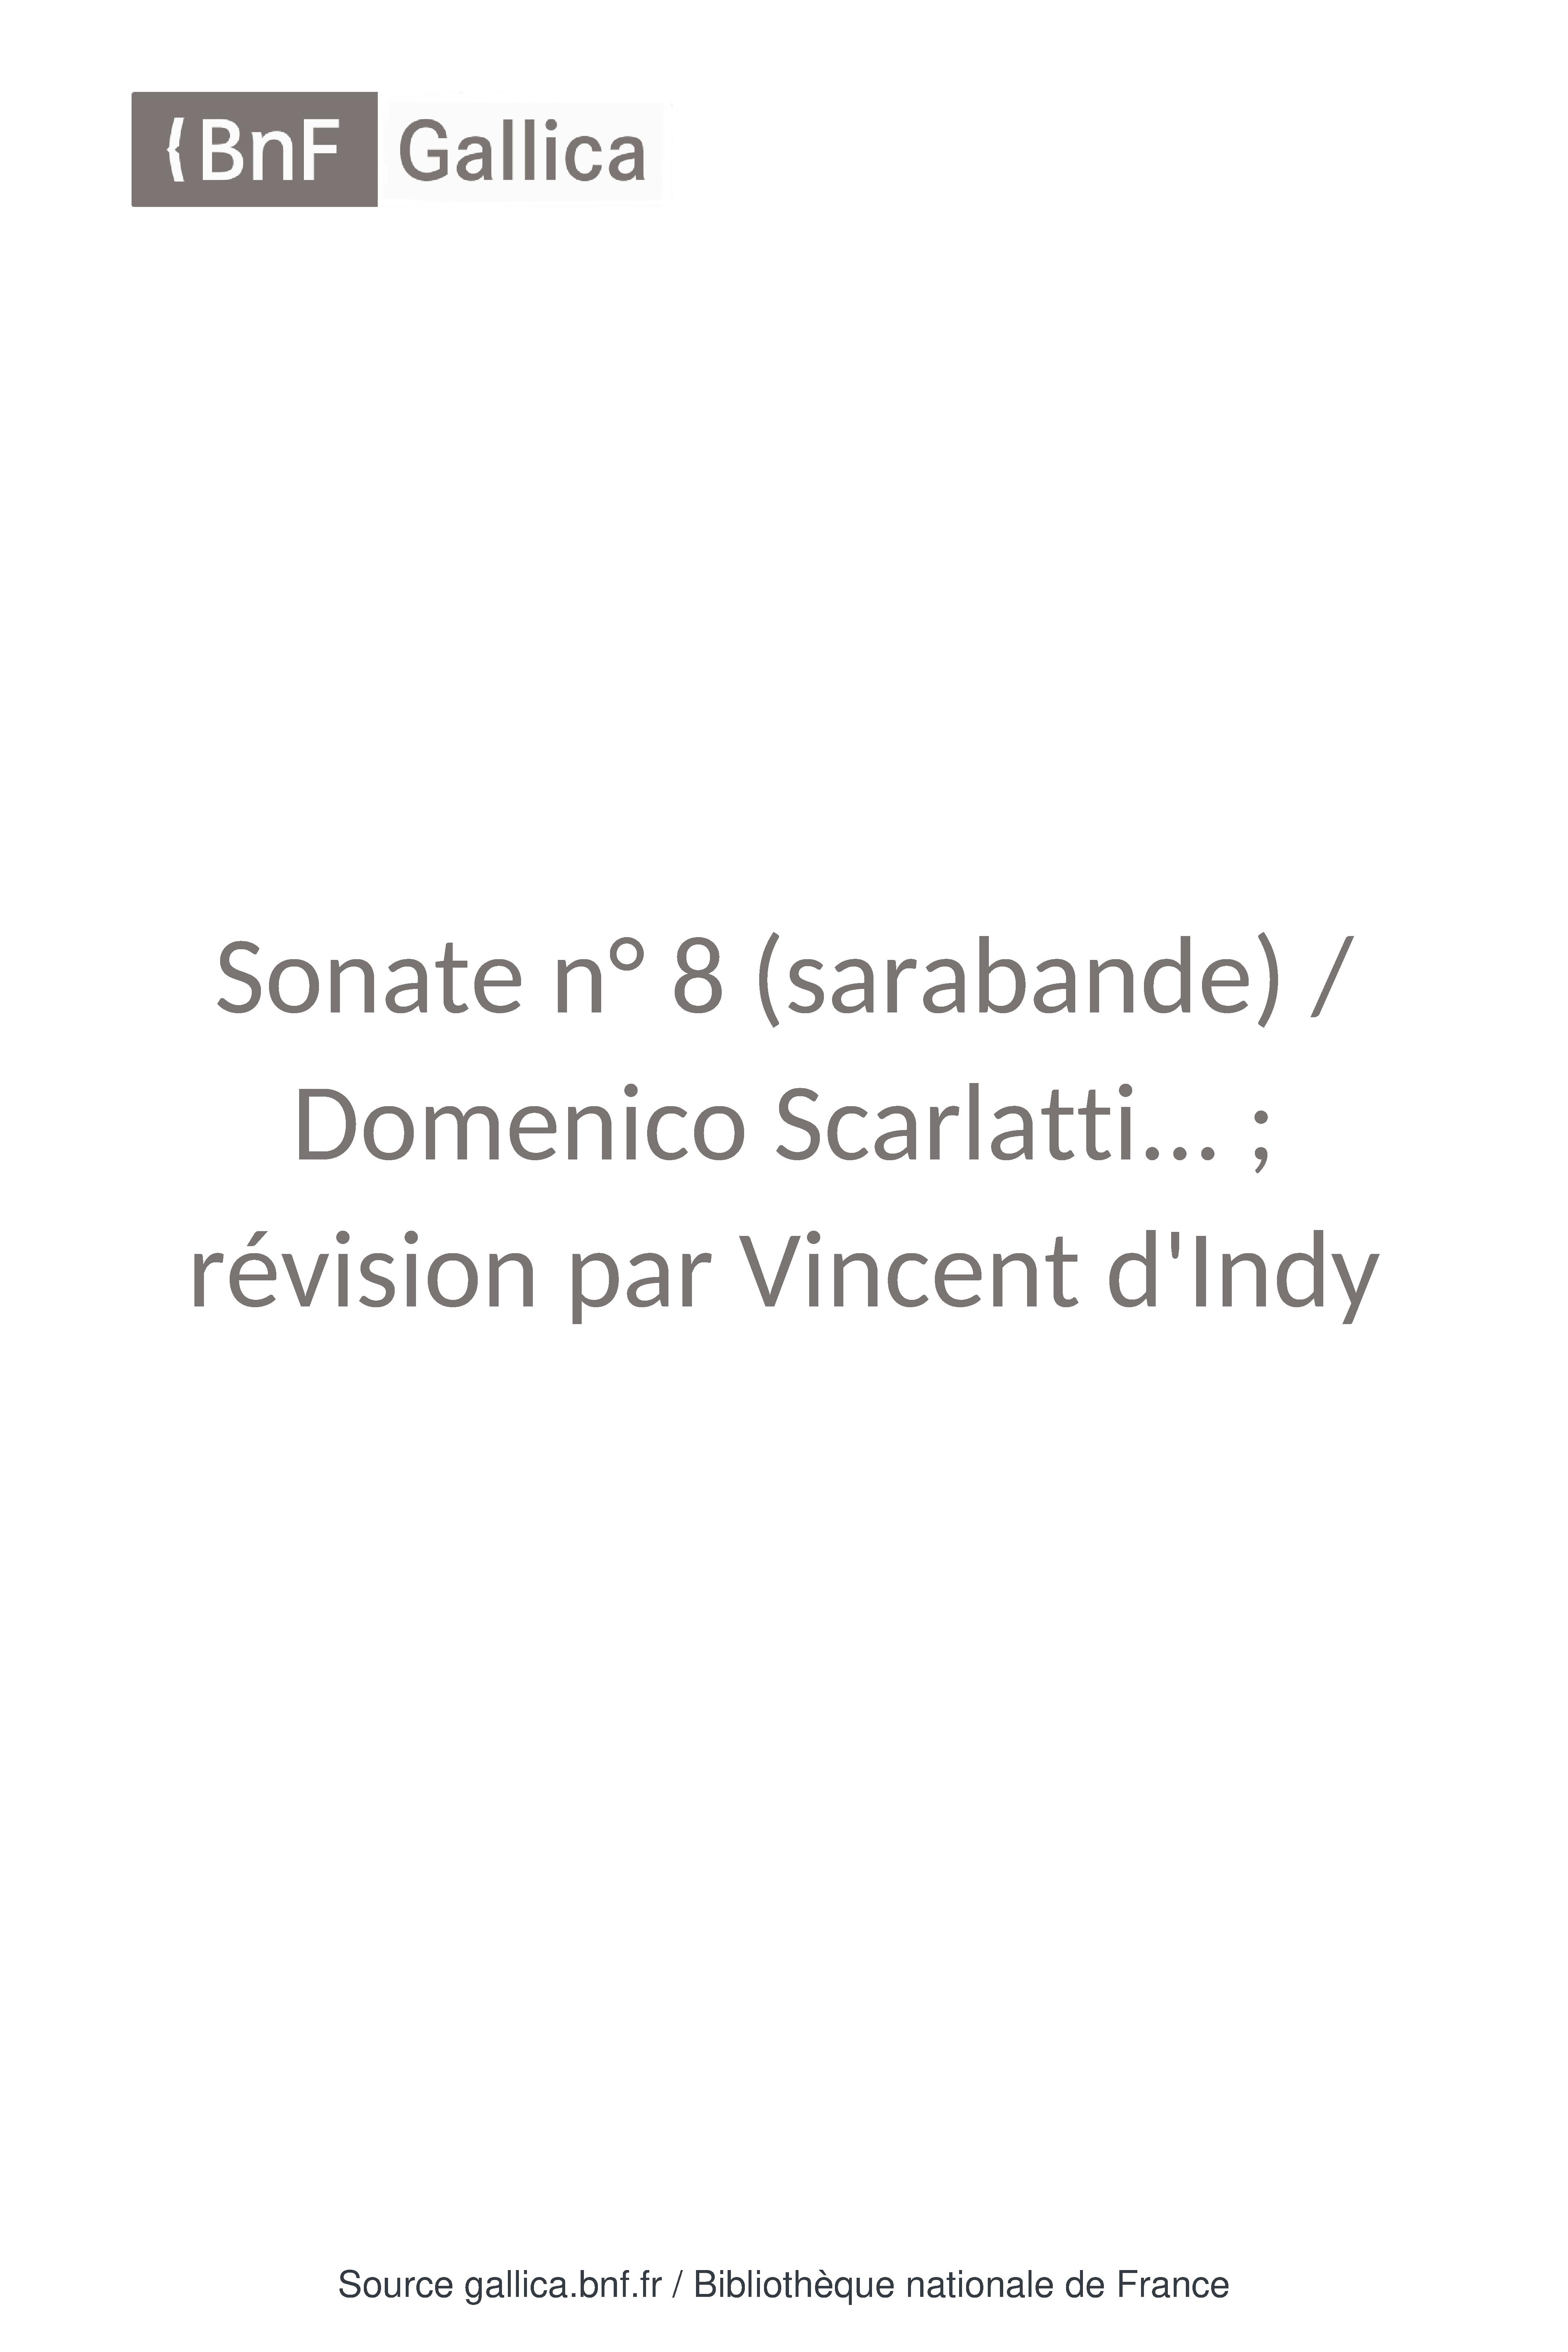 {BnF Gallica
Sonate n° 8 (sarabande) /
Domenico Scarlatti... ;
révision par Vincent d'Indy
Source gallica.bnf.fr / Bibliothèque nationale de France